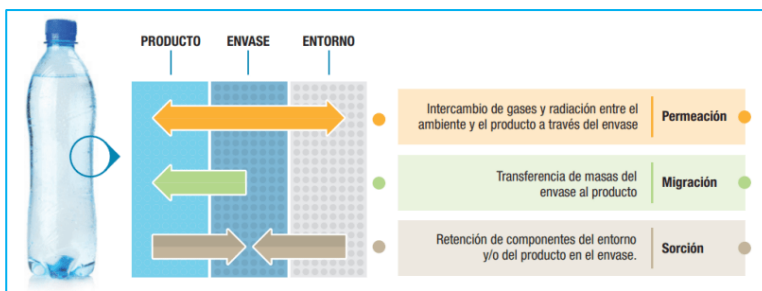 PRODUCTO ENVASE ENTORNO
Intercambio de gases y radiación entre el
ambiente y el producto a través del envase
Permeación
Transferencia de masas del
envase al producto
Migración
Retención de componentes del entorno
y/o del producto en el envase.
Sorción